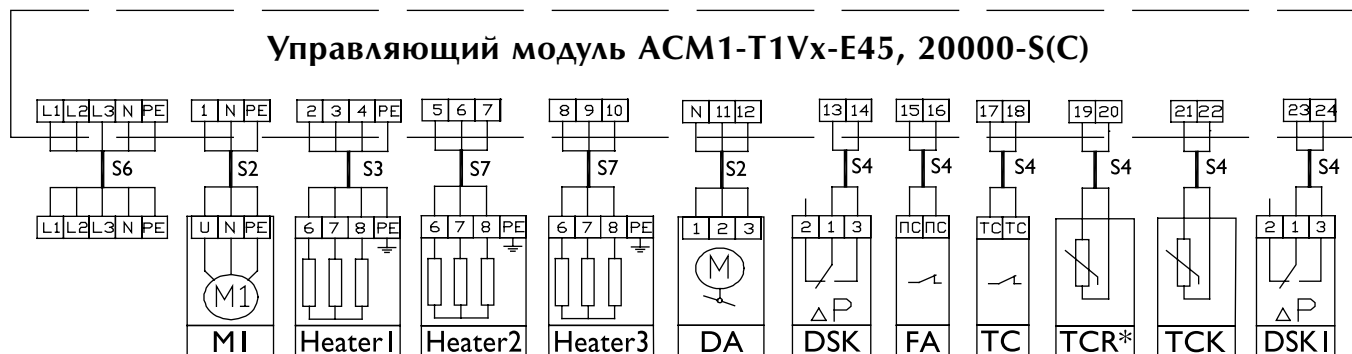 Управляющий модуль ACM1-T1Vx-E45, 20000-S(C)
L1 L2 L3 N PE 1 N PE 2 3 4 PE 5 6 7 8 9 10 N 11 12 13 14 15 16 17 18 19 20 21 22 23 24
S6 S2 S3 S7 S7 S2 S4 S4 S4 S4 S4 S4
L1 L2 L3 N PE U N PE 6 7 8 PE 6 7 8 PE 6 7 8 PE 1 2 3 2 1 3 ПС ПС ТС ТС 2 1 3
M1 M ΔP ΔP
M1 Heater1 Heater2 Heater3 DA DSK FA TC TCR* TCK DSK1